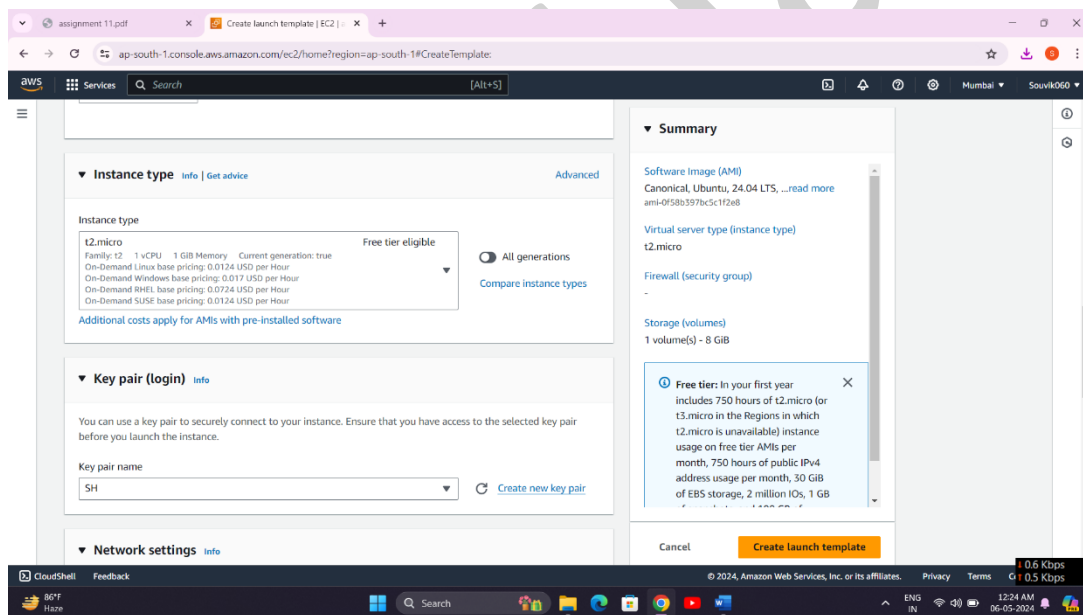 assignment 11.pdf
Create launch template | EC2 | a
ap-south-1.console.aws.amazon.com/ec2/home?region=ap-south-1#CreateTemplate:
S
aws
Services
Search
[Alt+S]
Mumbai
Souvik060
Instance type Info | Get advice
Advanced
Instance type
t2.micro
Free tier eligible
Family: t2 1 vCPU 1 GiB Memory Current generation: true
On-Demand Linux base pricing: 0.0124 USD per Hour
On-Demand Windows base pricing: 0.017 USD per Hour
On-Demand RHEL base pricing: 0.0724 USD per Hour
On-Demand SUSE base pricing: 0.0124 USD per Hour
All generations
Compare instance types
Additional costs apply for AMIs with pre-installed software
Key pair (login) Info
You can use a key pair to securely connect to your instance. Ensure that you have access to the selected key pair
before you launch the instance.
Key pair name
SH
Create new key pair
Network settings Info
Summary
Software Image (AMI)
Canonical, Ubuntu, 24.04 LTS, ...read more
ami-0f58b397bc5c1f2e8
Virtual server type (instance type)
t2.micro
Firewall (security group)
-
Storage (volumes)
1 volume(s) - 8 GiB
Free tier: In your first year
includes 750 hours of t2.micro (or
t3.micro in the Regions in which
t2.micro is unavailable) instance
usage on free tier AMIs per
month, 750 hours of public IPv4
address usage per month, 30 GiB
of EBS storage, 2 million IOs, 1 GB
Cancel
Create launch template
CloudShell
Feedback
© 2024, Amazon Web Services, Inc. or its affiliates.
Privacy
Terms
0.6 Kbps
0.5 Kbps
86°F
Haze
Search
ENG
IN
12:24 AM
06-05-2024